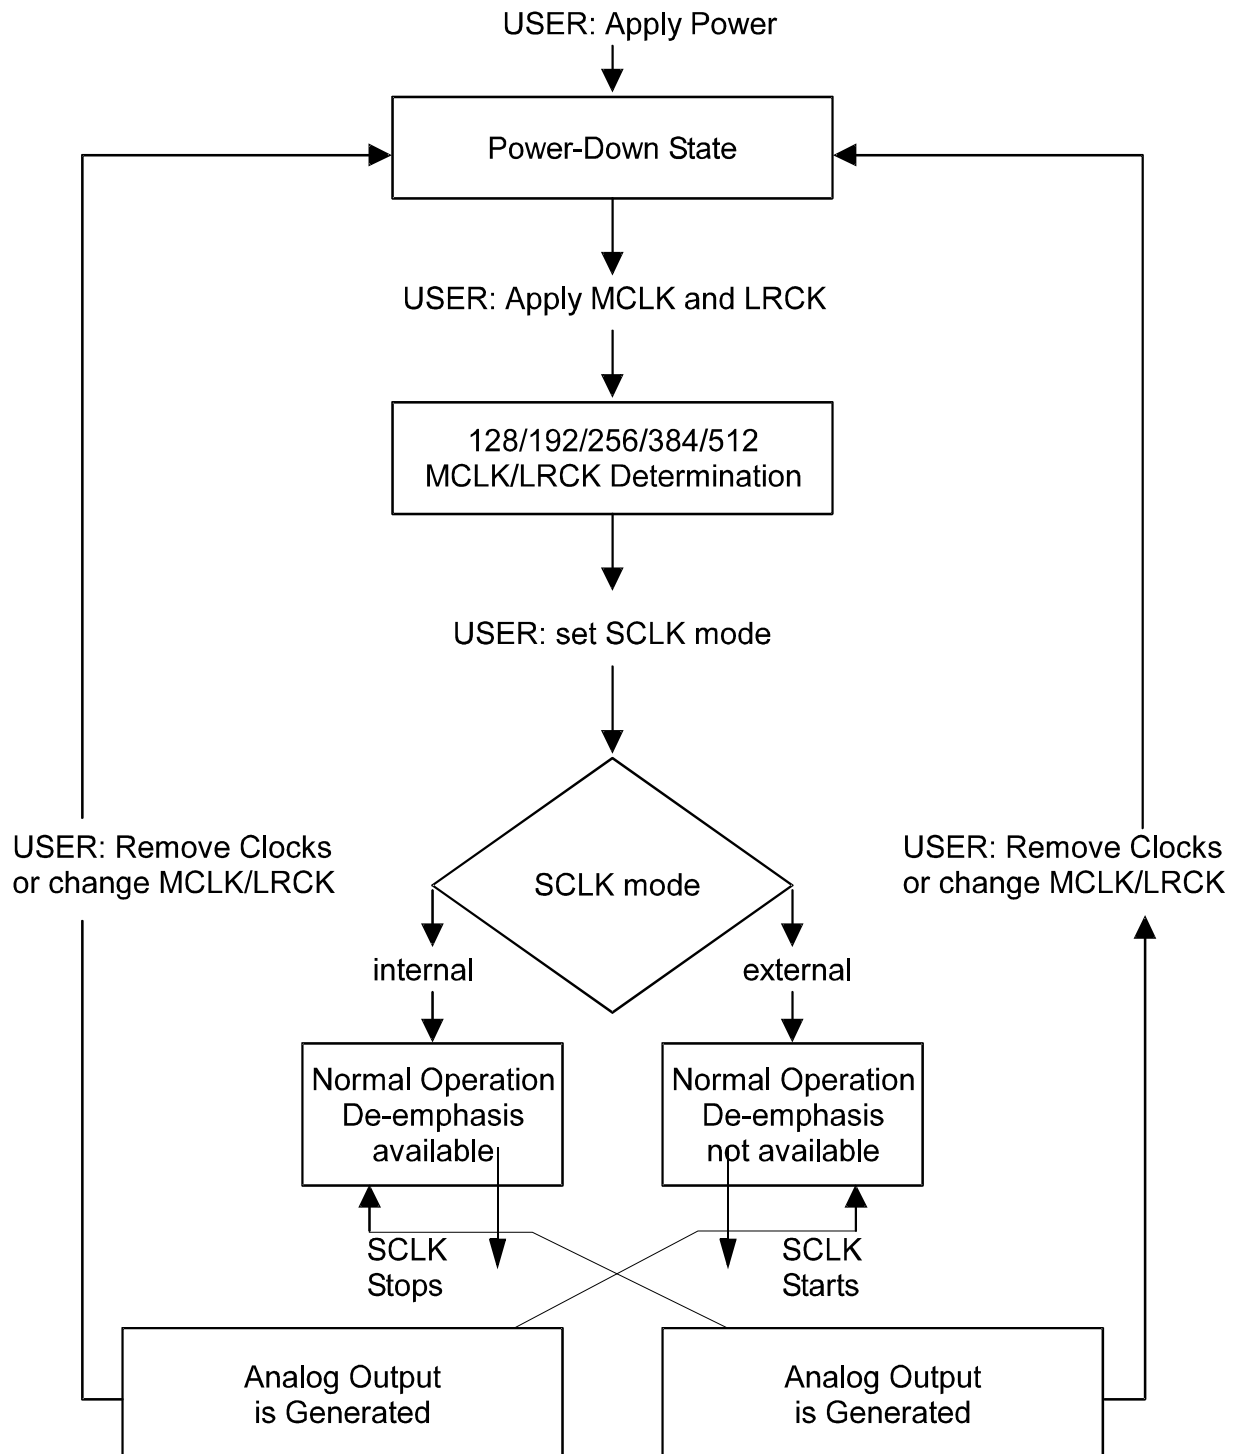 USER: Apply Power
Power-Down State
USER: Apply MCLK and LRCK
128/192/256/384/512
MCLK/LRCK Determination
USER: set SCLK mode
USER: Remove Clocks
or change MCLK/LRCK
SCLK mode
USER: Remove Clocks
or change MCLK/LRCK
internal
external
Normal Operation
De-emphasis
available
Normal Operation
De-emphasis
not available
SCLK
Stops
SCLK
Starts
Analog Output
is Generated
Analog Output
is Generated